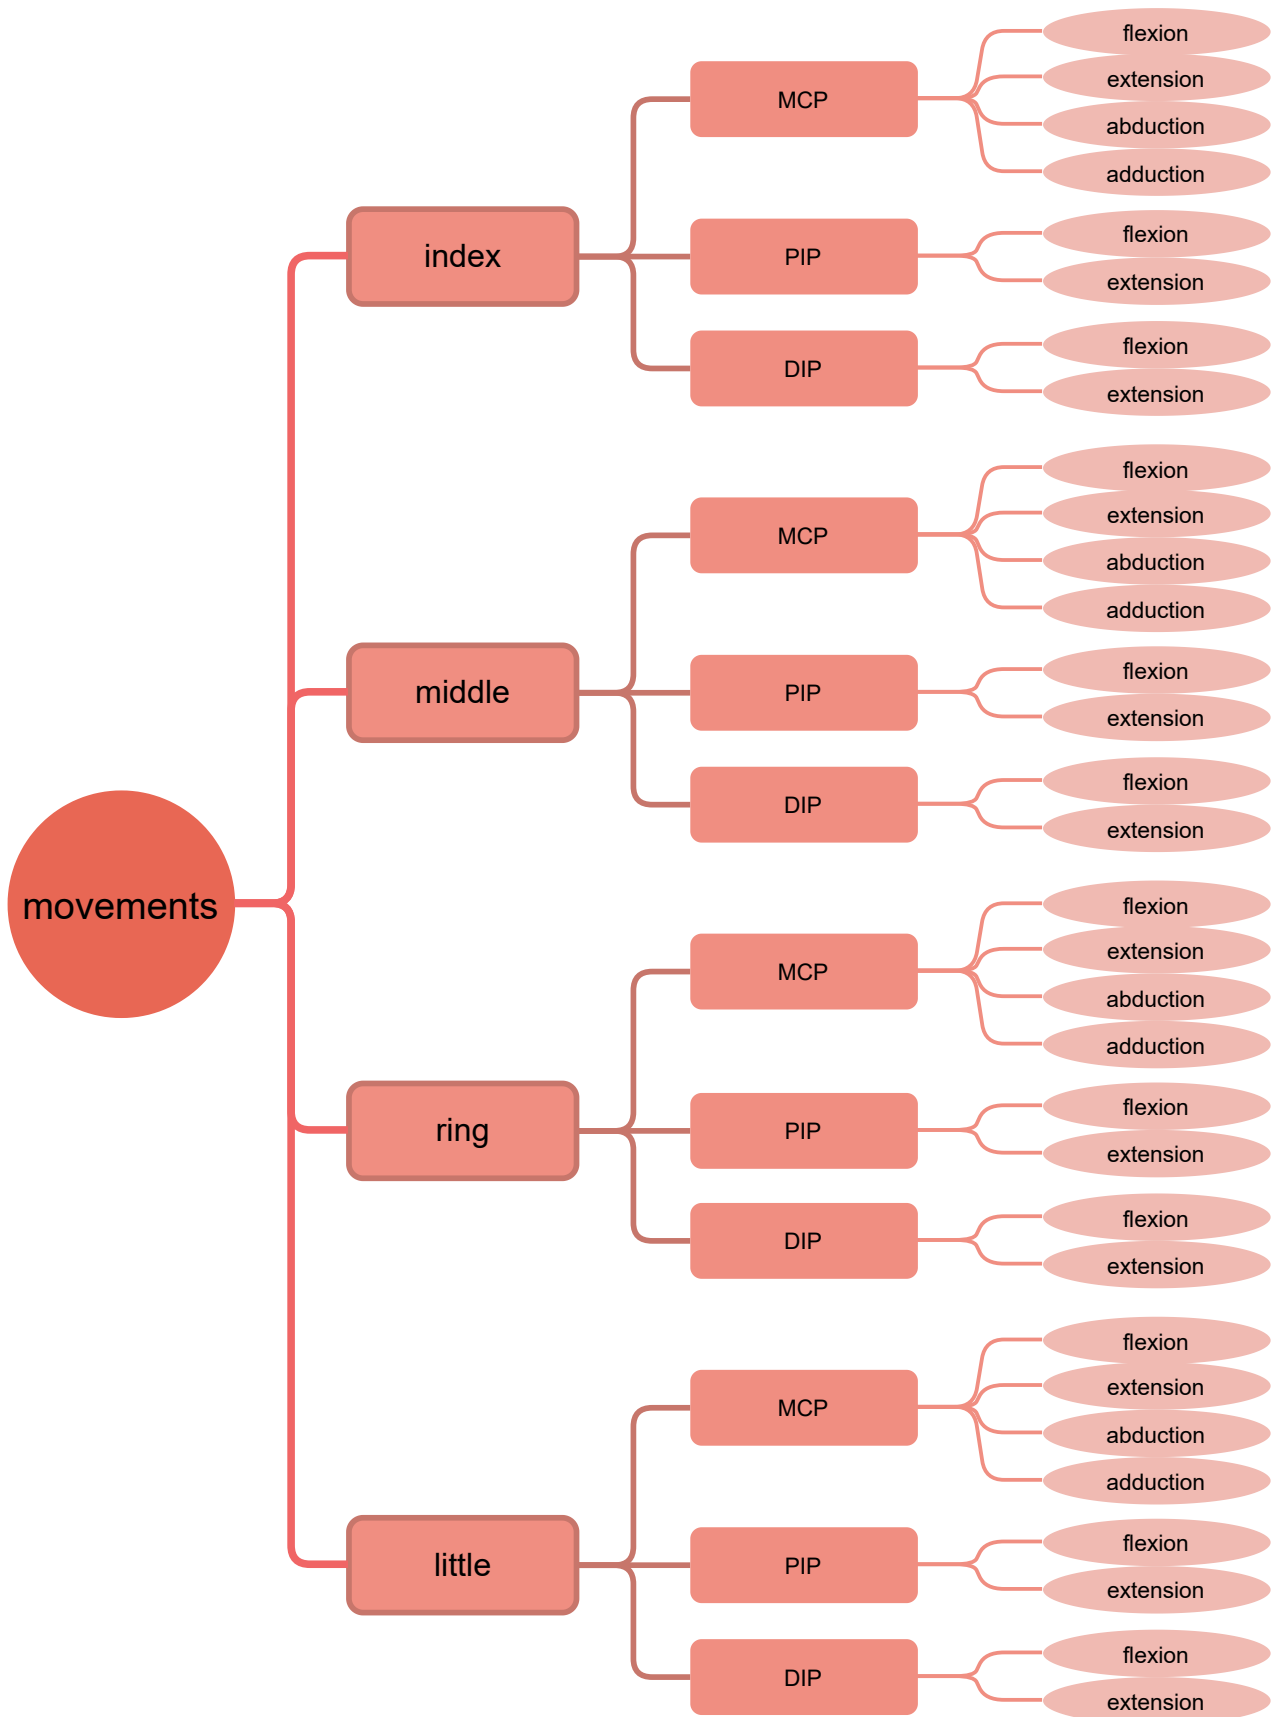 movements
index
MCP
flexion
extension
abduction
adduction
PIP
flexion
extension
DIP
flexion
extension
middle
MCP
flexion
extension
abduction
adduction
PIP
flexion
extension
DIP
flexion
extension
ring
MCP
flexion
extension
abduction
adduction
PIP
flexion
extension
DIP
flexion
extension
little
MCP
flexion
extension
abduction
adduction
PIP
flexion
extension
DIP
flexion
extension